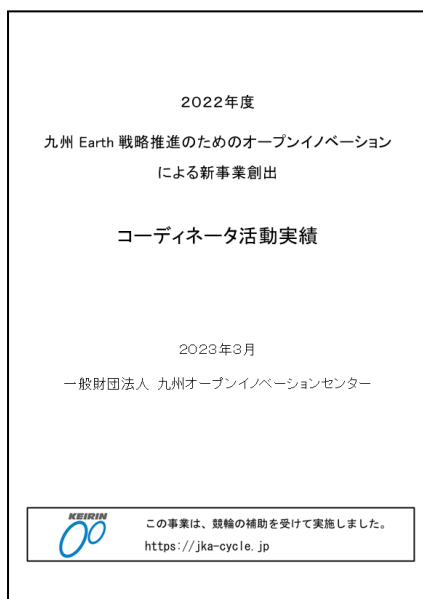 2022年度
九州 Earth 戦略推進のためのオープンイノベーション
による新事業創出
コーディネータ活動実績
2023年3月
一般財団法人 九州オープンイノベーションセンター
KEIRIN
この事業は、競輪の補助を受けて実施しました。
https://jka-cycle.jp